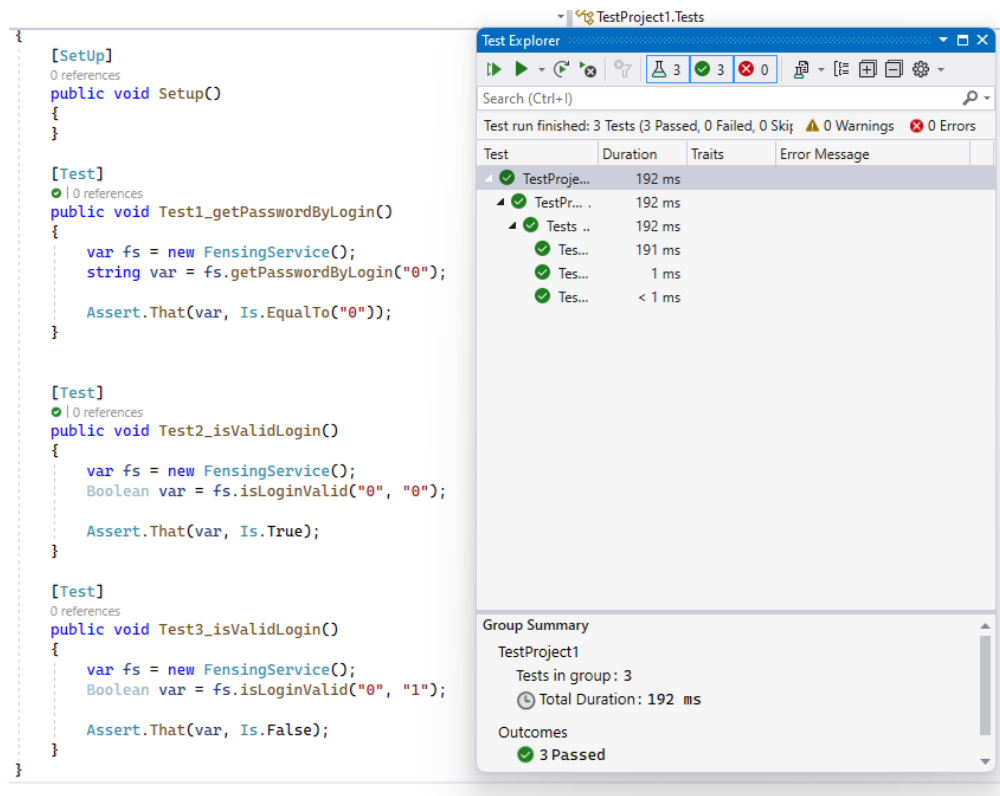 TestProject1.Tests
{
[SetUp]
0 references
public void Setup()
{
}
[Test]
0 references
public void Test1_getPasswordByLogin()
{
var fs = new FensingService();
string var = fs.getPasswordByLogin("0");
Assert.That(var, Is.EqualTo("0"));
}
[Test]
0 references
public void Test2_isValidLogin()
{
var fs = new FensingService();
Boolean var = fs.isLoginValid("0", "0");
Assert.That(var, Is.True);
}
[Test]
0 references
public void Test3_isValidLogin()
{
var fs = new FensingService();
Boolean var = fs.isLoginValid("0", "1");
Assert.That(var, Is.False);
}
}
Test Explorer
3 3 0
Search (Ctrl+I)
Test run finished: 3 Tests (3 Passed, 0 Failed, 0 Skip 0 Warnings 0 Errors
Test Duration Traits Error Message
TestProje... 192 ms
TestPr... . 192 ms
Tests .. 192 ms
Tes... 191 ms
Tes... 1 ms
Tes... < 1 ms
Group Summary
TestProject1
Tests in group: 3
Total Duration: 192 ms
Outcomes
3 Passed